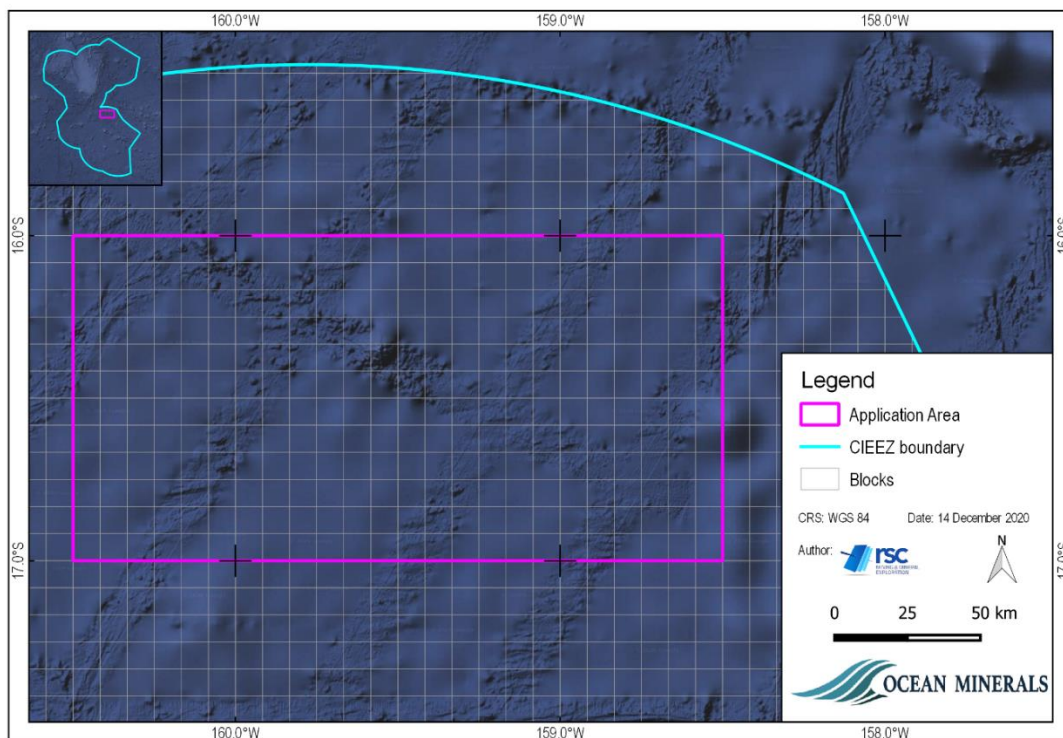 160.0°W 159.0°W 158.0°W
16.0°S 16.0°S
17.0°S 17.0°S
Legend
Application Area
CIEEZ boundary
Blocks
CRS: WGS 84 Date: 14 December 2020
Author: rsc
N
0 25 50 km
OCEAN MINERALS
160.0°W 159.0°W 158.0°W